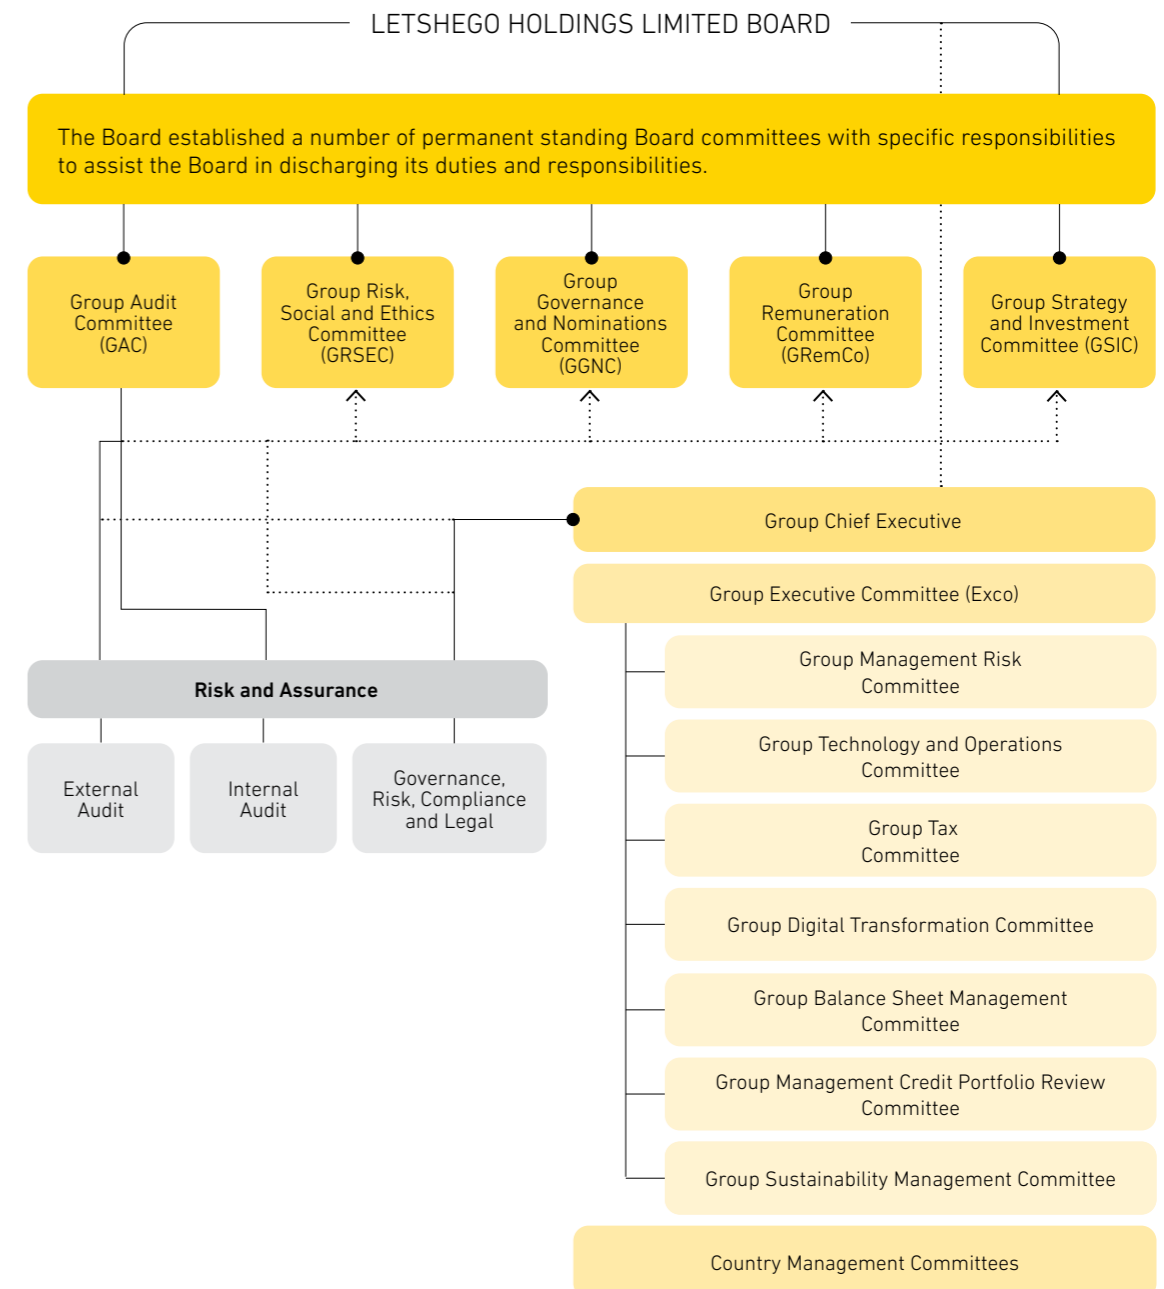 LETSHEGO HOLDINGS LIMITED BOARD
The Board established a number of permanent standing Board committees with specific responsibilities
to assist the Board in discharging its duties and responsibilities.
Group Audit
Committee
(GAC)
Group Risk,
Social and Ethics
Committee
(GRSEC)
Group
Governance
and Nominations
Committee
(GGNC)
Group
Remuneration
Committee
(GRemCo)
Group Strategy
and Investment
Committee (GSIC)
Group Chief Executive
Group Executive Committee (Exco)
Group Management Risk
Committee
Group Technology and Operations
Committee
Group Tax
Committee
Group Digital Transformation Committee
Group Balance Sheet Management
Committee
Group Management Credit Portfolio Review
Committee
Group Sustainability Management Committee
Country Management Committees
Risk and Assurance
External
Audit
Internal
Audit
Governance,
Risk, Compliance
and Legal